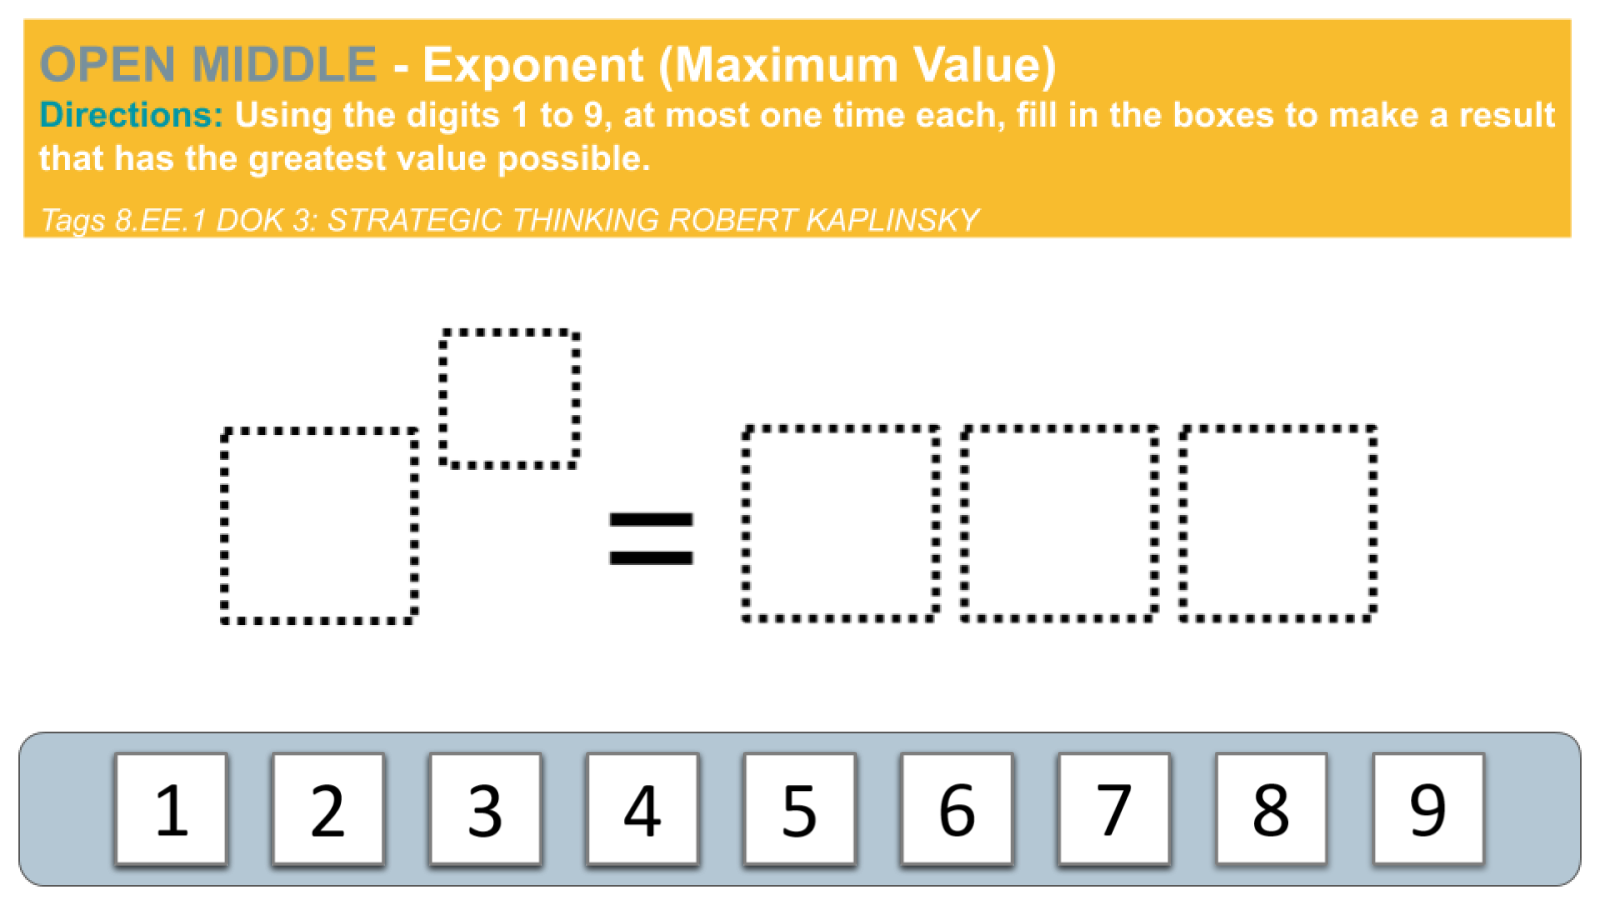 OPEN MIDDLE - Exponent (Maximum Value)
Directions: Using the digits 1 to 9, at most one time each, fill in the boxes to make a result
that has the greatest value possible.
Tags 8.EE.1 DOK 3: STRATEGIC THINKING ROBERT KAPLINSKY
=
1 2 3 4 5 6 7 8 9